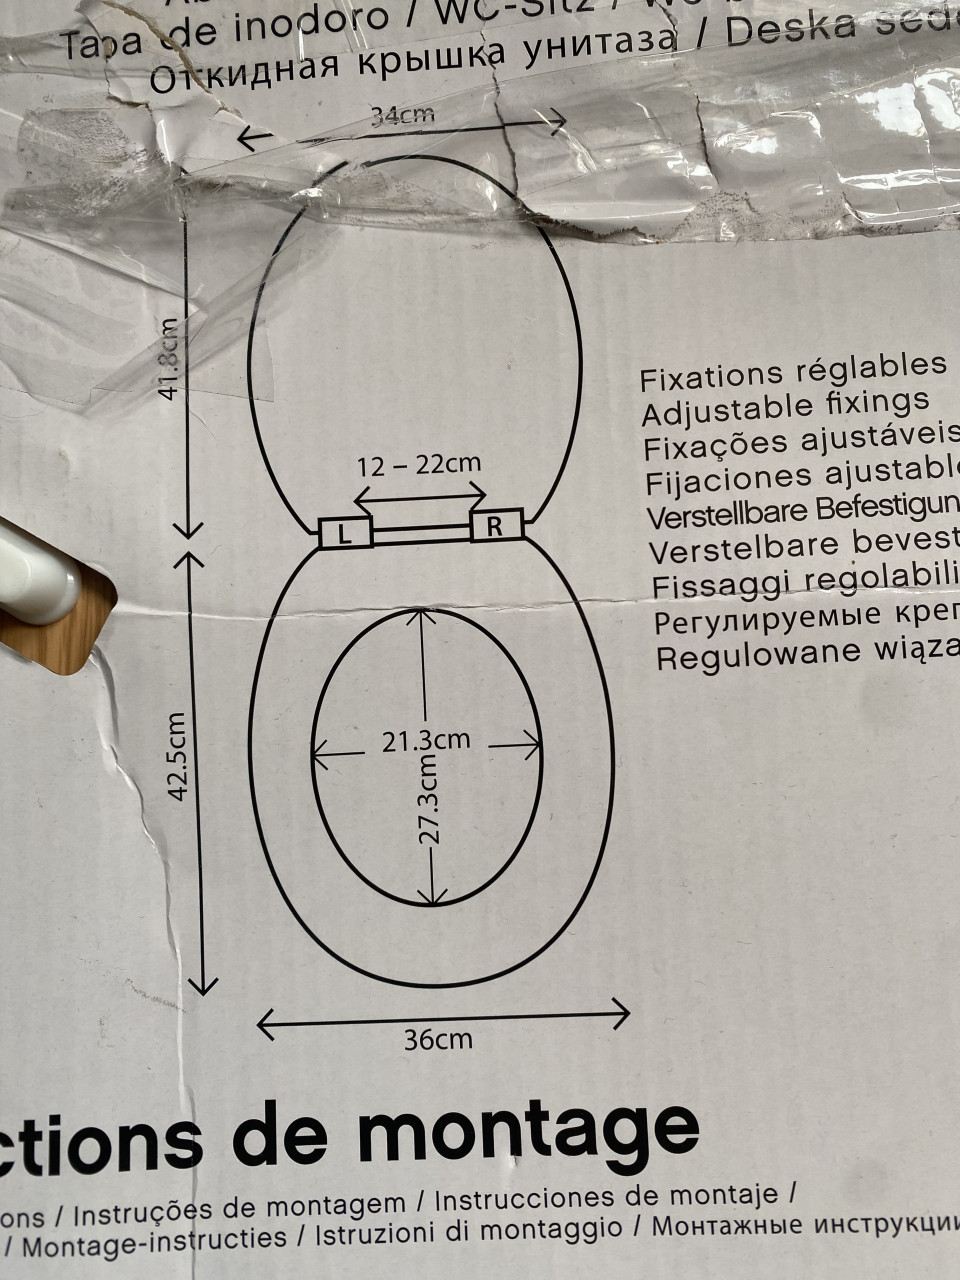 Tapa de inodoro / WC-Sitz /
Откидная крышка унитаза / Deska
34cm
41.8cm
12 – 22cm
L
R
Fixations réglables
Adjustable fixings
Fixações ajustáveis
Fijaciones ajustabl
Verstellbare Befestigun
Verstelbare bevest
Fissaggi regolabili
Регулируемые креп
Regulowane wiąza
21.3cm
27.3cm
42.5cm
36cm
ctions de montage
ons / Instruções de montagem / Instrucciones de montaje /
/ Montage-instructies / Istruzioni di montaggio / Монтажные инструкции